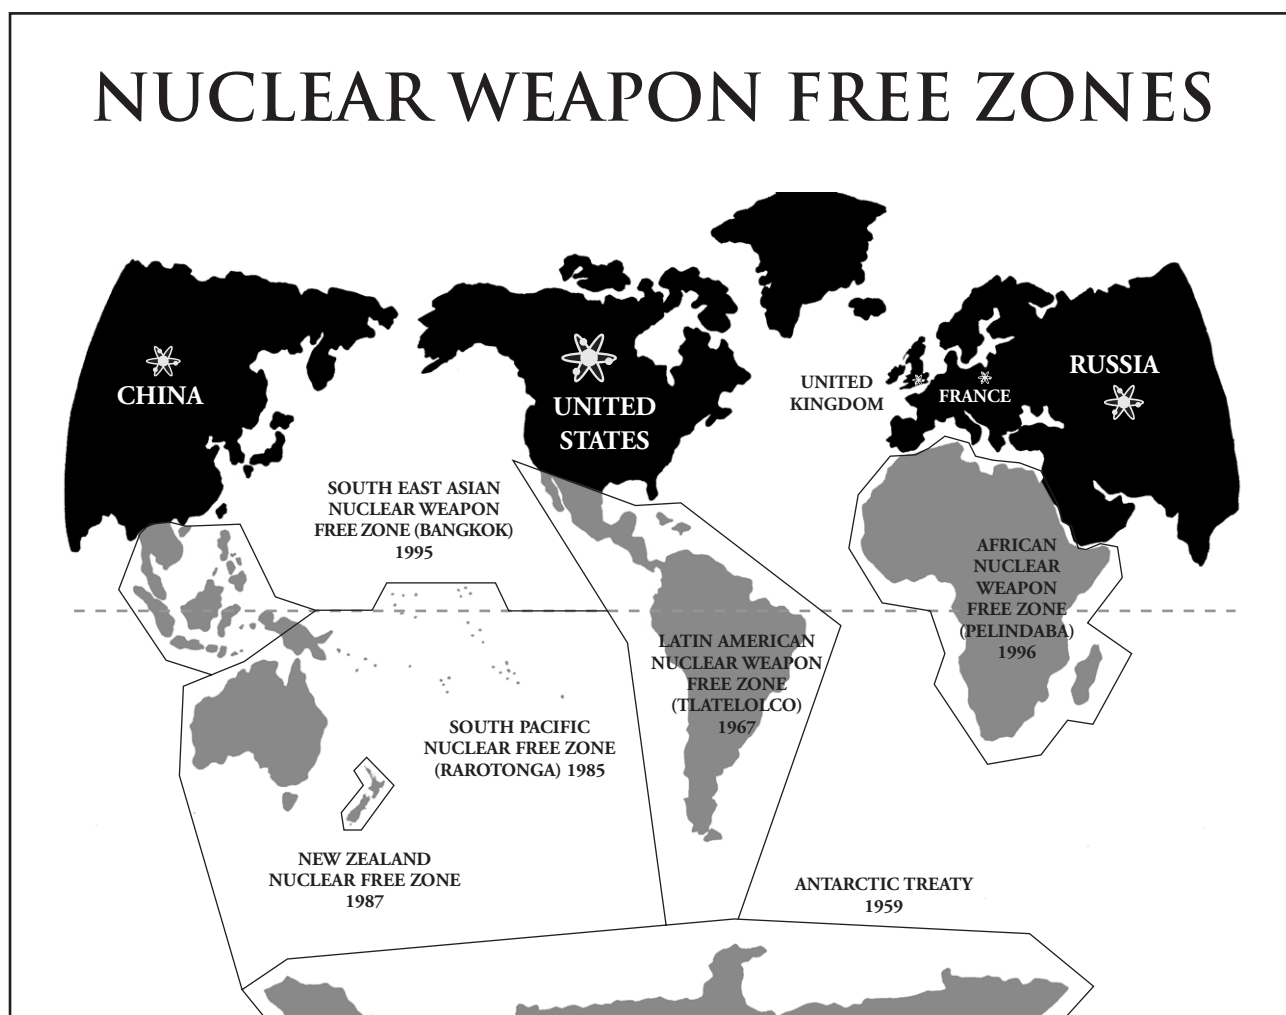 NUCLEAR WEAPON FREE ZONES
CHINA
UNITED
STATES
UNITED
KINGDOM
FRANCE
RUSSIA
SOUTH EAST ASIAN
NUCLEAR WEAPON
FREE ZONE (BANGKOK)
1995
AFRICAN
NUCLEAR
WEAPON
FREE ZONE
(PELINDABA)
1996
LATIN AMERICAN
NUCLEAR WEAPON
FREE ZONE
(TLATELOLCO)
1967
SOUTH PACIFIC
NUCLEAR FREE ZONE
(RAROTONGA) 1985
NEW ZEALAND
NUCLEAR FREE ZONE
1987
ANTARCTIC TREATY
1959